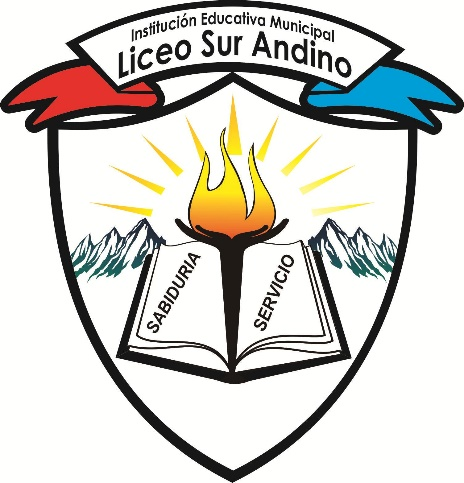 Institución Educativa Municipal
Liceo Sur Andino
SABIDURIA
SERVICIO